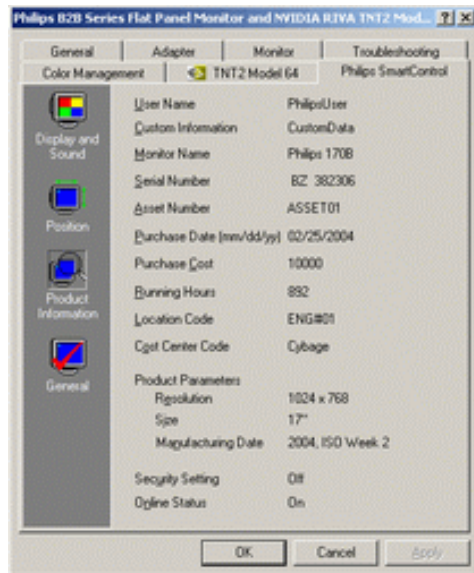 Philips B2B Series Flat Panel Monitor and NVIDIA RIVA TNT2 Mod...
General Adapter Monitor Troubleshooting
Color Management TNT2 Model 64 Philips SmartControl
Display and
Sound
Position
Product
Information
General
User Name PhilipsUser
Custom Information CustomData
Monitor Name Philips 170B
Serial Number BZ 382306
Asset Number ASSET01
Purchase Date (mm/dd/yy) 02/25/2004
Purchase Cost 10000
Running Hours 892
Location Code ENG#01
Cost Center Code Cybage
Product Parameters
Resolution 1024 x 768
Size 17"
Manufacturing Date 2004, ISO Week 2
Security Setting Off
Online Status On
OK Cancel Apply